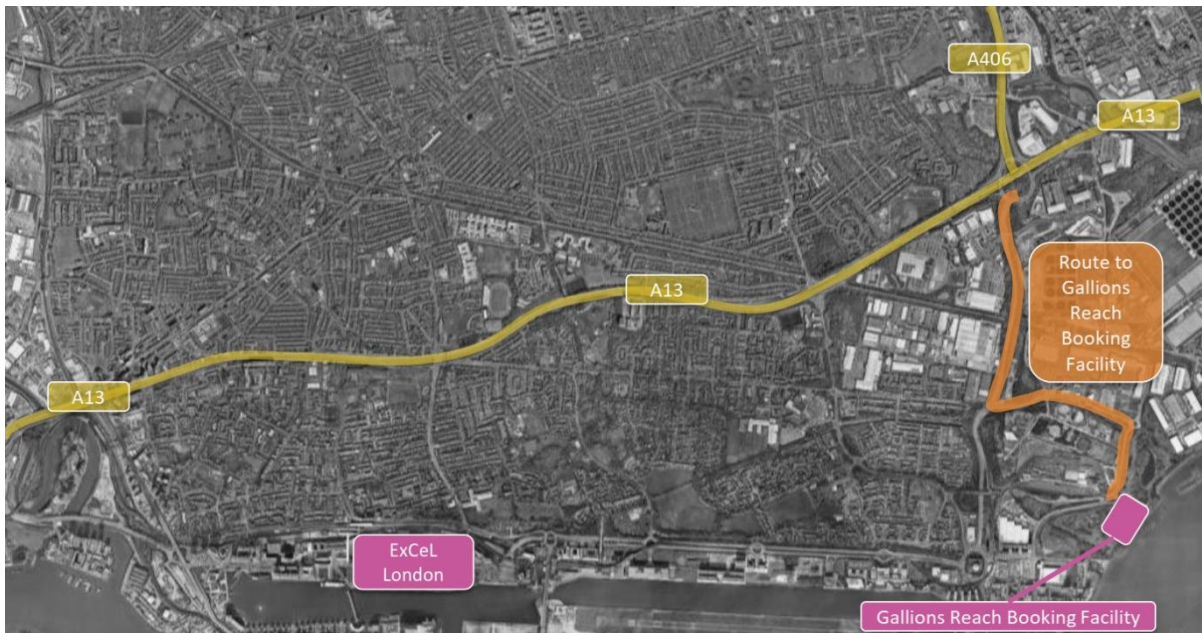 A406
A13
Route to
Gallions
Reach
Booking
Facility
A13
A13
ExCeL
London
Gallions Reach Booking Facility